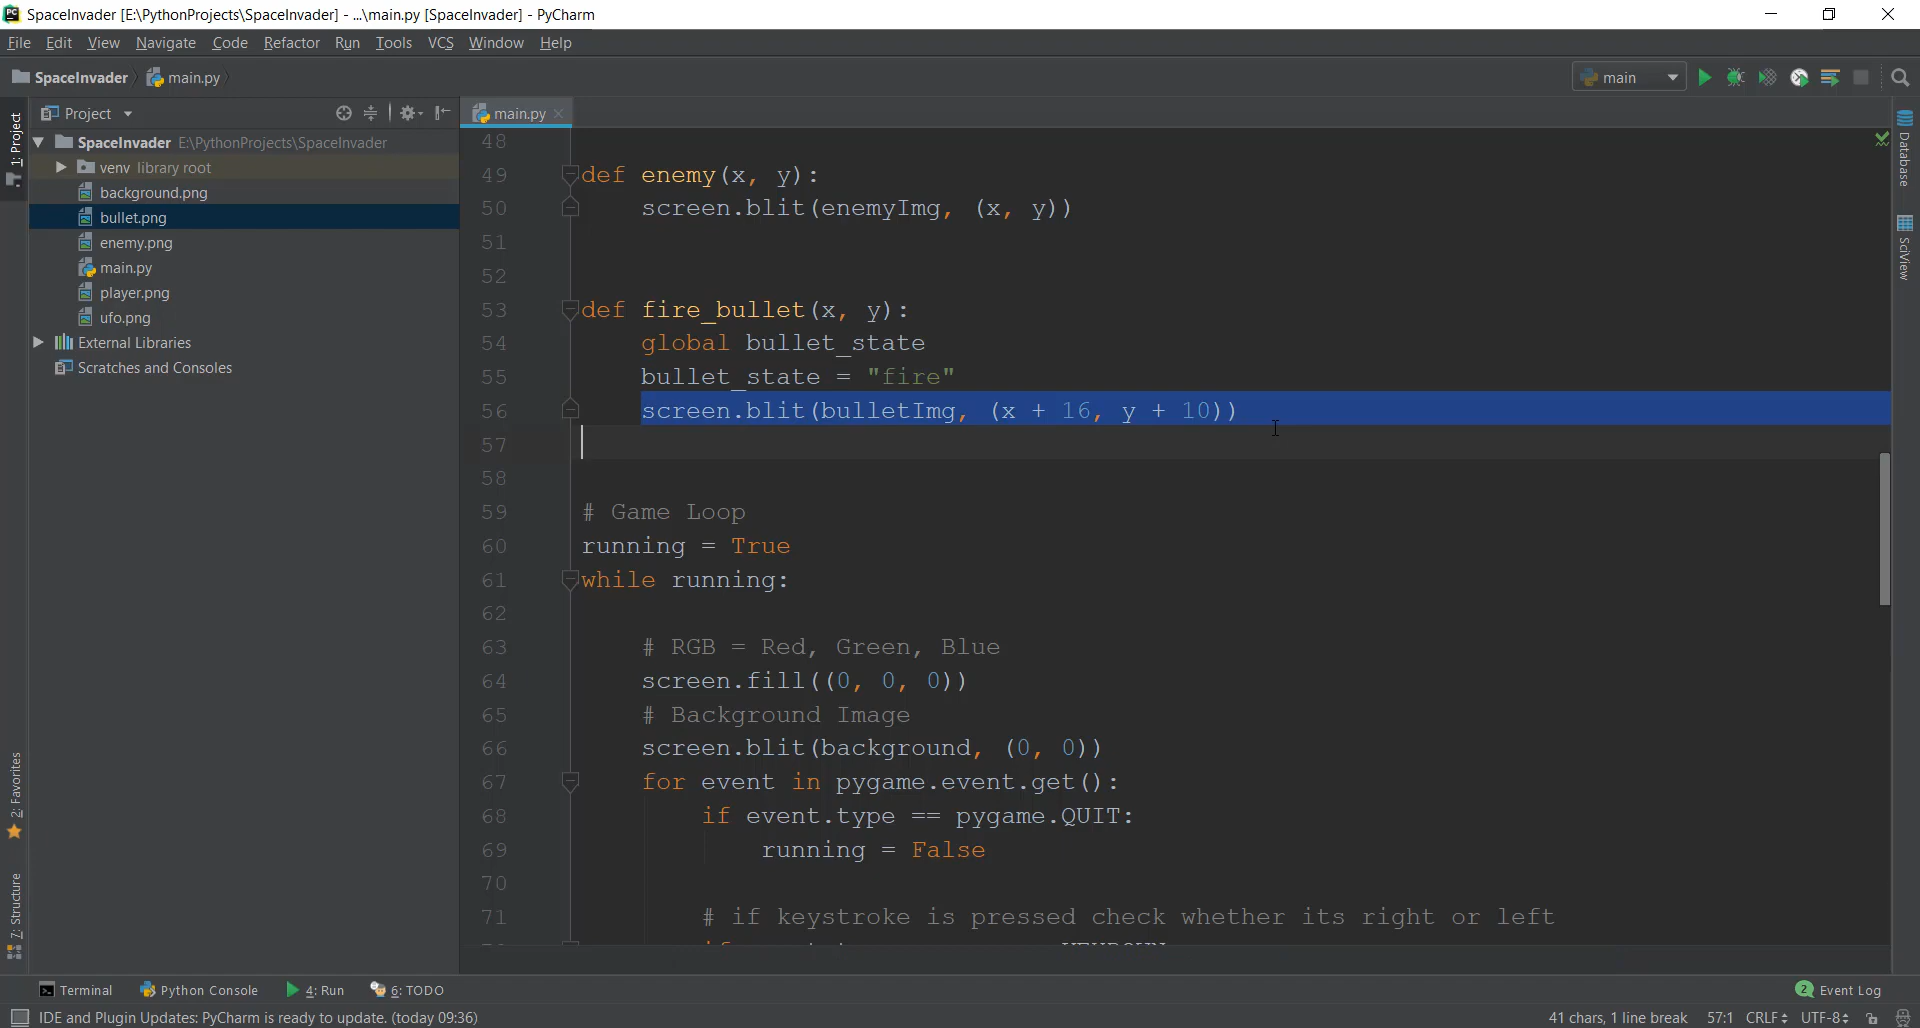 SpaceInvader [E:\PythonProjects\SpaceInvader] - ...\main.py [SpaceInvader] - PyCharm
File Edit View Navigate Code Refactor Run Tools VCS Window Help
SpaceInvader main.py main
1: Project
Project
SpaceInvader E:\PythonProjects\SpaceInvader
venv library root
background.png
bullet.png
enemy.png
main.py
player.png
ufo.png
External Libraries
Scratches and Consoles
2: Favorites
7: Structure
main.py
48
49 def enemy(x, y):
50 screen.blit(enemyImg, (x, y))
51
52
53 def fire_bullet(x, y):
54 global bullet_state
55 bullet_state = "fire"
56 screen.blit(bulletImg, (x + 16, y + 10))
57
58
59 # Game Loop
60 running = True
61 while running:
62
63 # RGB = Red, Green, Blue
64 screen.fill((0, 0, 0))
65 # Background Image
66 screen.blit(background, (0, 0))
67 for event in pygame.event.get():
68 if event.type == pygame.QUIT:
69 running = False
70
71 # if keystroke is pressed check whether its right or left
Database
SciView
Terminal Python Console 4: Run 6: TODO 2 Event Log
IDE and Plugin Updates: PyCharm is ready to update. (today 09:36) 41 chars, 1 line break 57:1 CRLF UTF-8